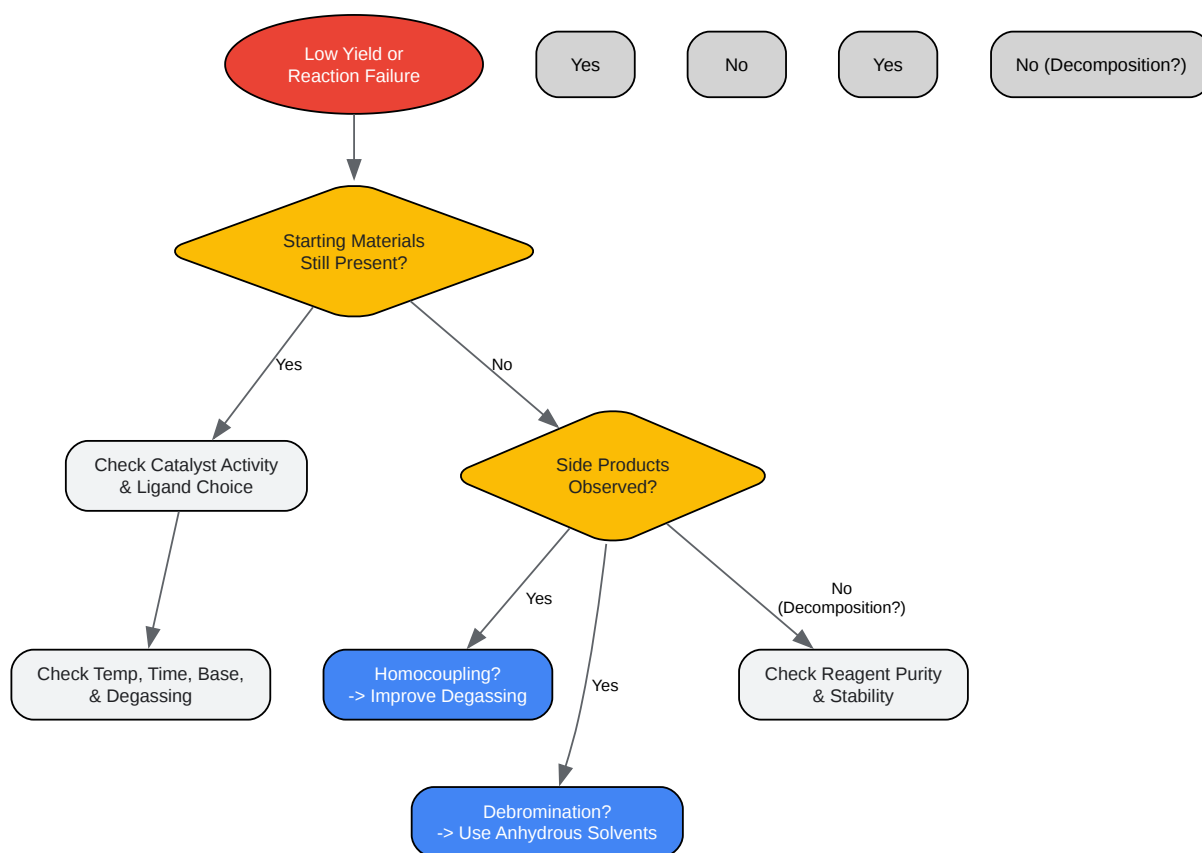 Low Yield or
Reaction Failure
Yes
No
Yes
No (Decomposition?)
Starting Materials
Still Present?
Yes
No
Check Catalyst Activity
& Ligand Choice
Side Products
Observed?
Yes
No
(Decomposition?)
Check Temp, Time, Base,
& Degassing
Homocoupling?
-> Improve Degassing
Yes
Check Reagent Purity
& Stability
Debromination?
-> Use Anhydrous Solvents